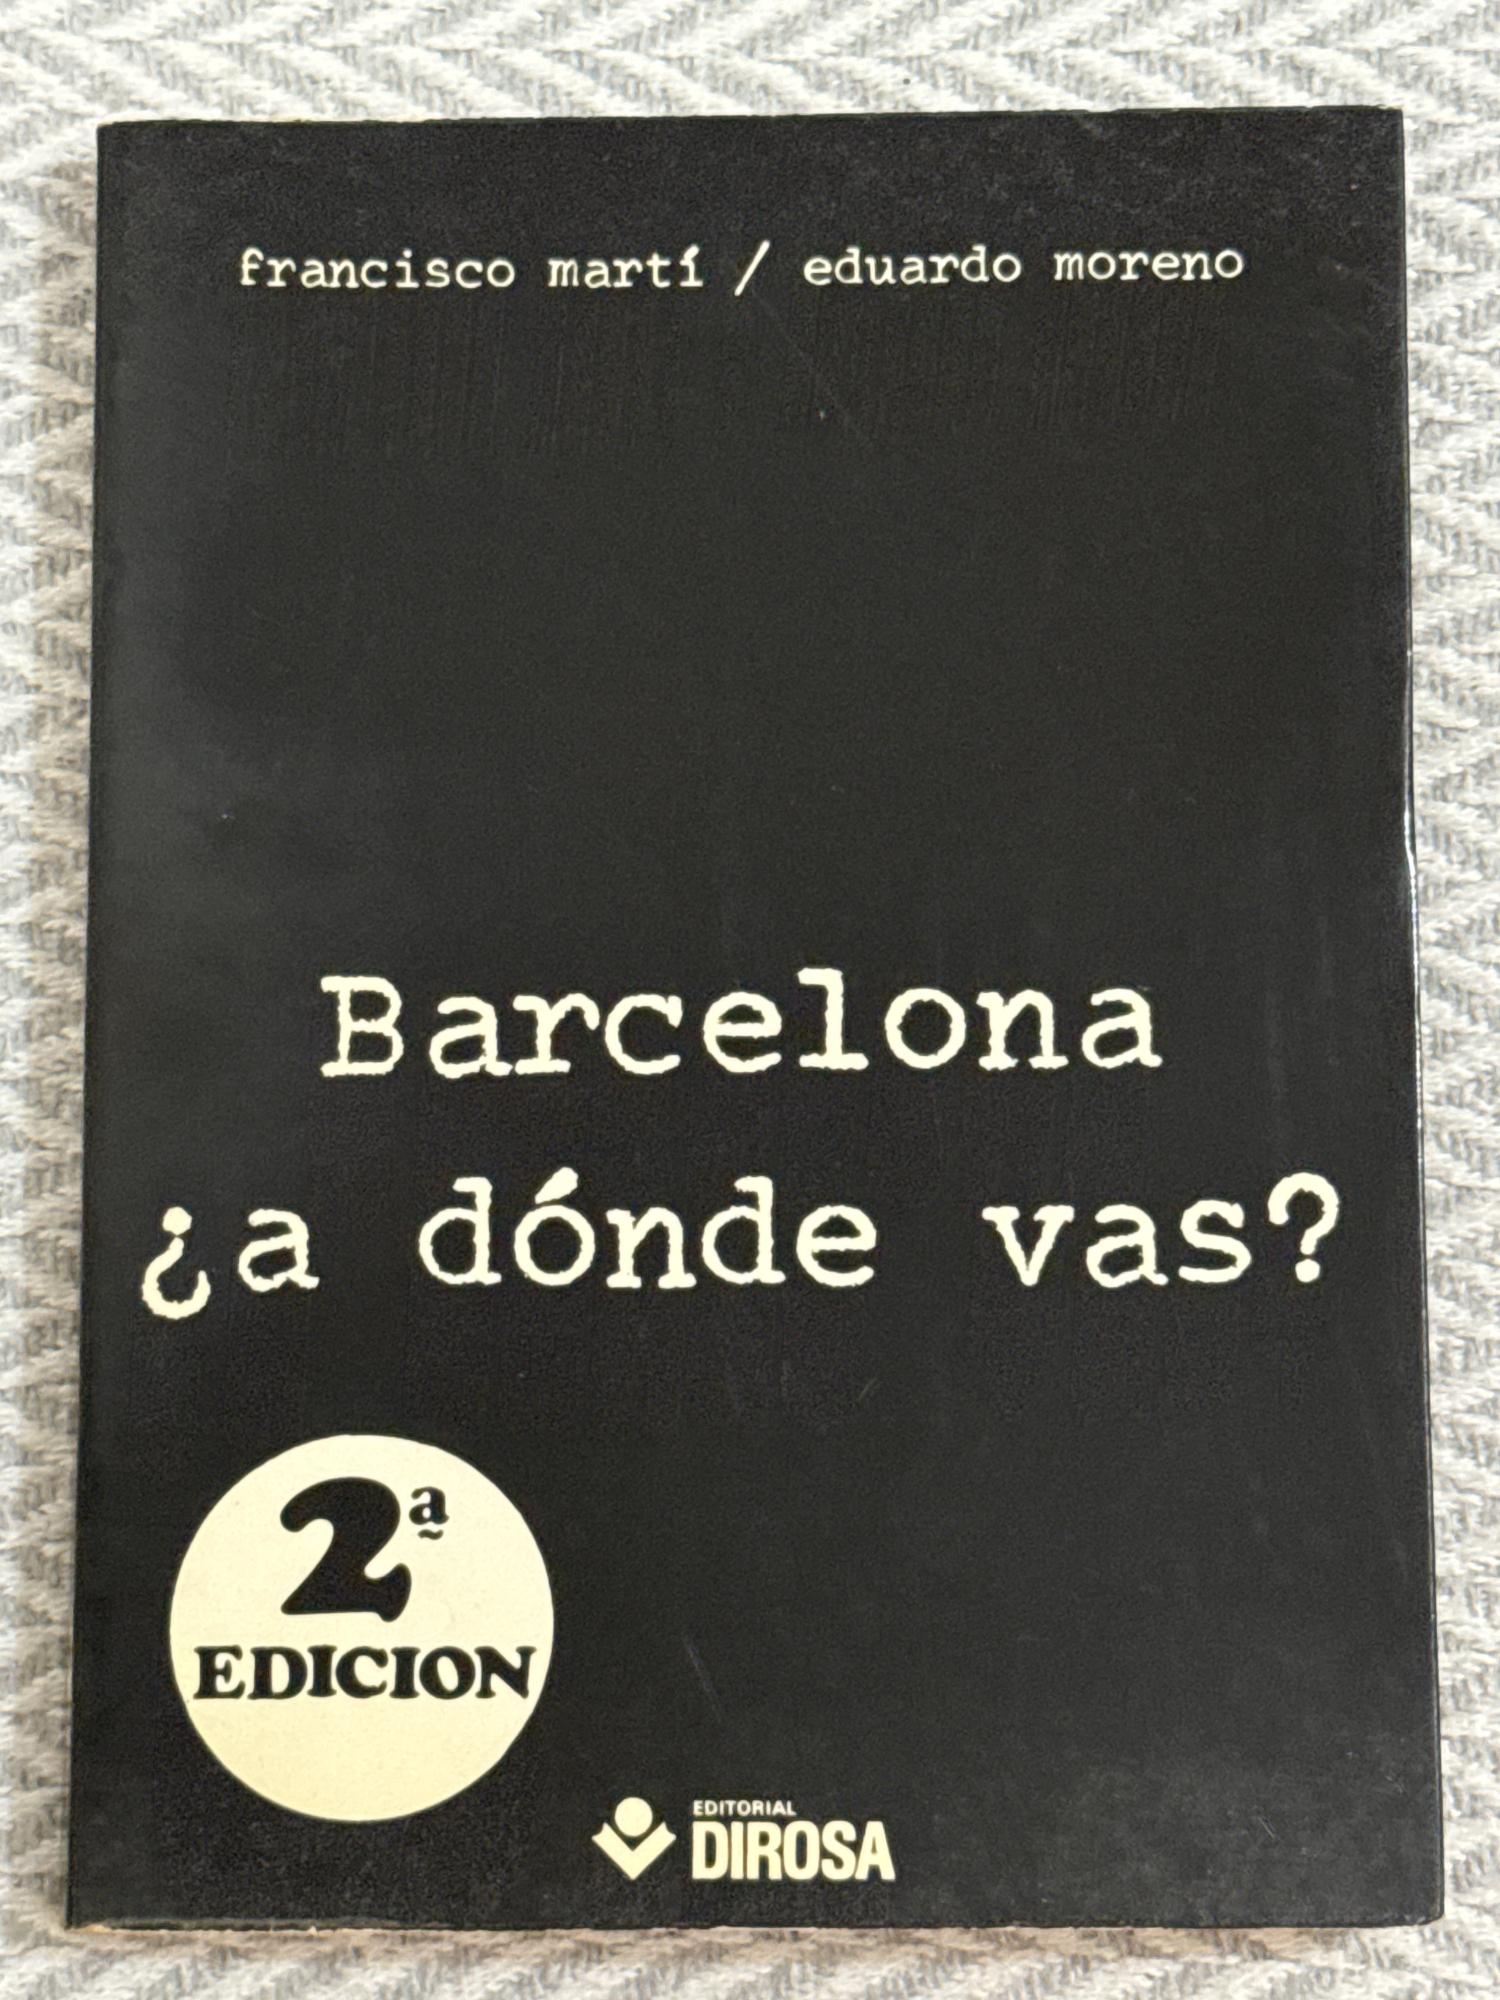 francisco martí / eduardo moreno
Barcelona
¿a dónde vas?
2ª
EDICION
EDITORIAL
DIROSA